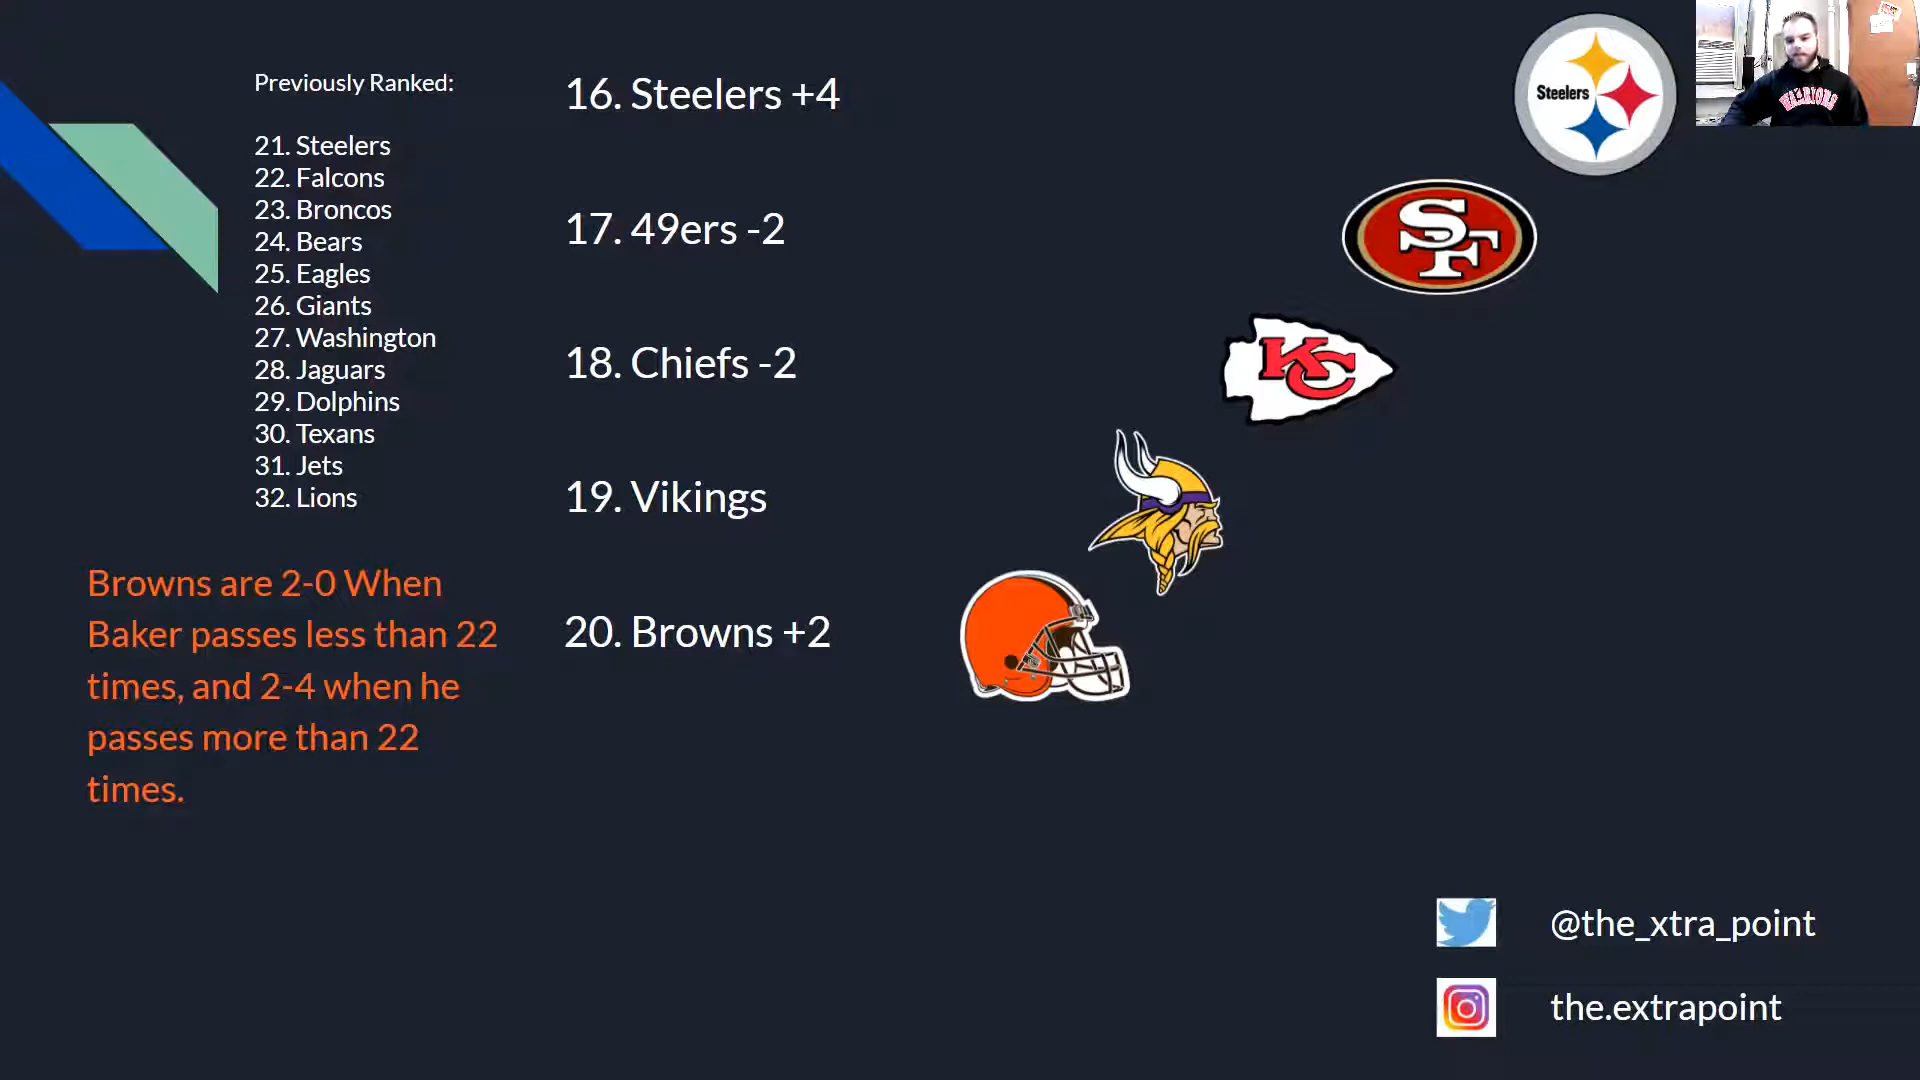 Previously Ranked:
21. Steelers
22. Falcons
23. Broncos
24. Bears
25. Eagles
26. Giants
27. Washington
28. Jaguars
29. Dolphins
30. Texans
31. Jets
32. Lions
Browns are 2-0 When
Baker passes less than 22
times, and 2-4 when he
passes more than 22
times.
16. Steelers +4
17. 49ers -2
18. Chiefs -2
19. Vikings
20. Browns +2
Steelers
SF
KC
WARRIORS
@the_xtra_point
the.extrapoint